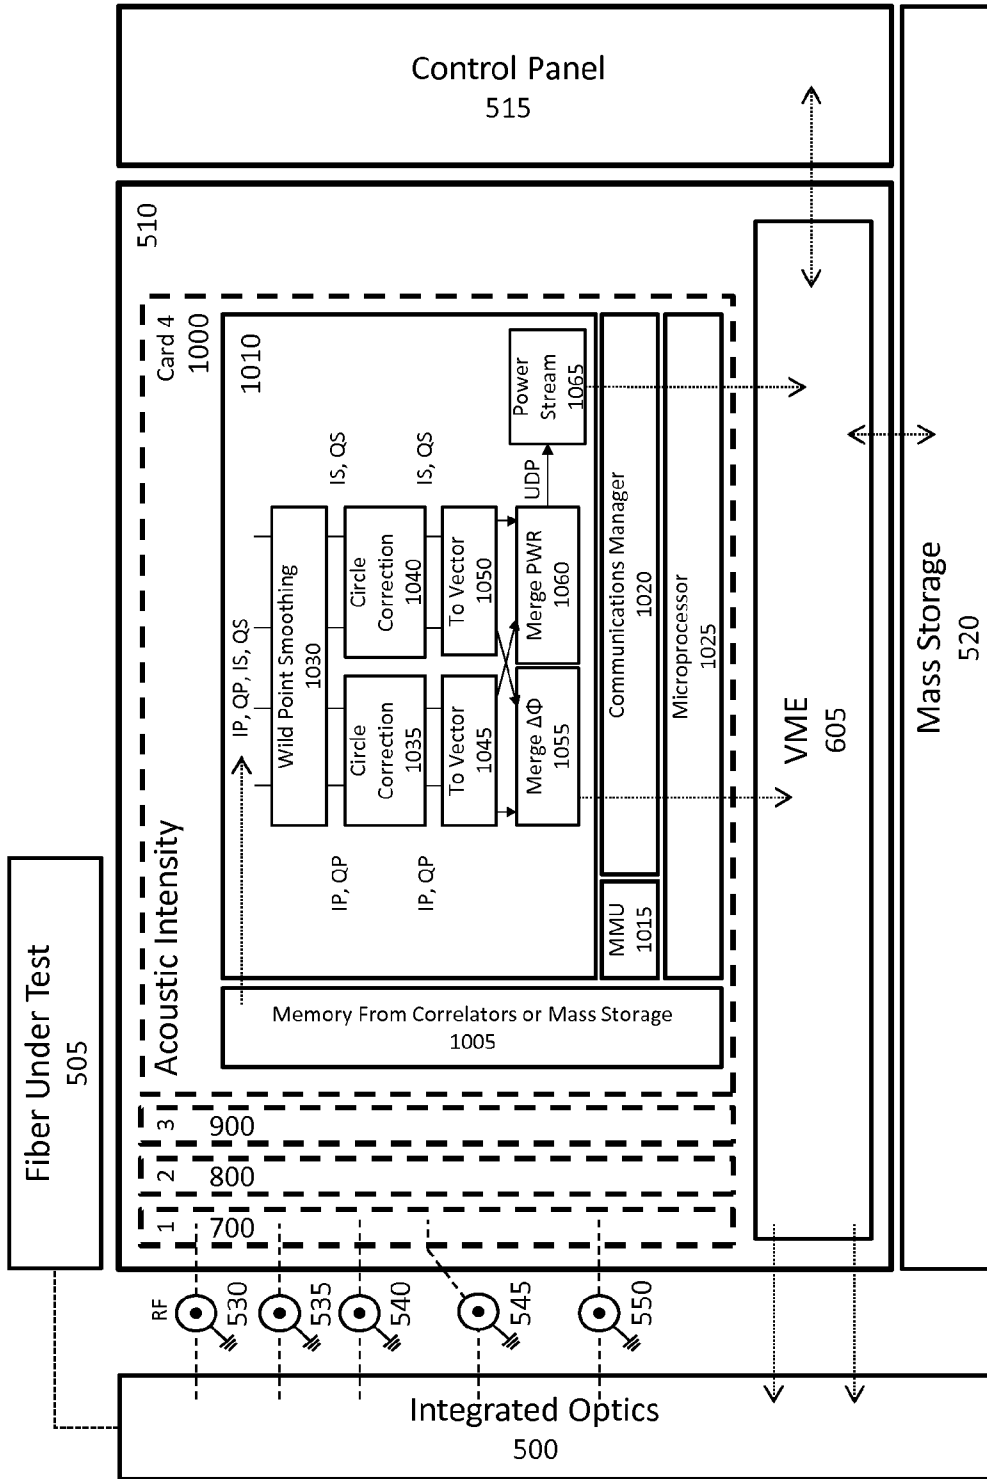 Control Panel
515
Fiber Under Test
505
510
Card 4
1000
Acoustic Intensity
1010
IP, QP, IS, QS
Wild Point Smoothing
1030
IP, QP
IS, QS
Circle
Correction
1035
Circle
Correction
1040
IP, QP
IS, QS
To Vector
1045
To Vector
1050
Merge ΔΦ
1055
Merge PWR
1060
UDP
Power
Stream
1065
MMU
1015
Communications Manager
1020
Microprocessor
1025
Memory From Correlators or Mass Storage
1005
3
900
2
800
1
700
VME
605
Mass Storage
520
RF
530
535
540
545
550
Integrated Optics
500